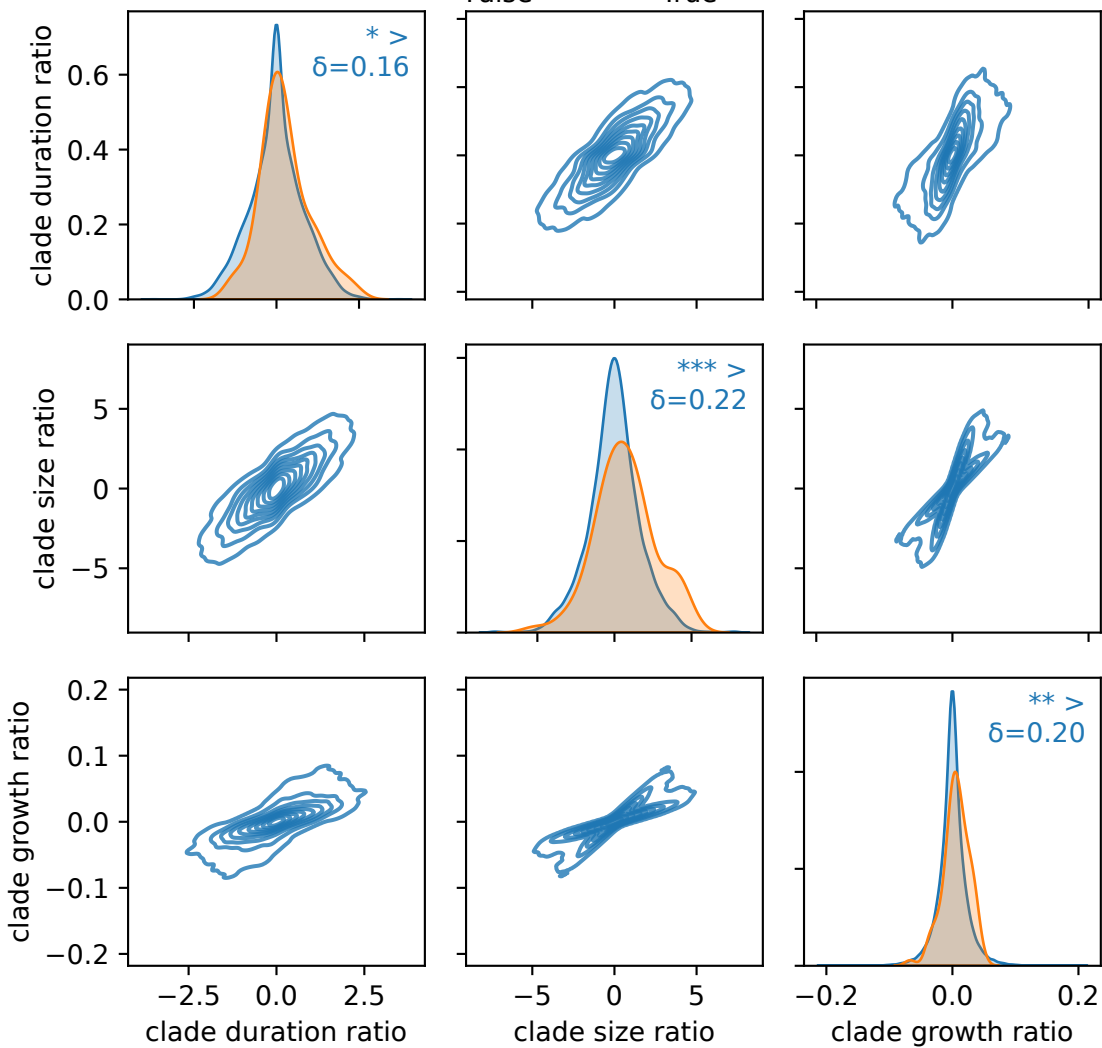 clade duration ratio
0.6
0.4
0.2
0.0
* >
δ=0.16
True
clade size ratio
5
0
−5
*** >
δ=0.22
clade growth ratio
0.2
0.1
0.0
−0.1
−0.2
** >
δ=0.20
−2.5 0.0 2.5
−5 0 5
−0.2 0.0 0.2
clade duration ratio
clade size ratio
clade growth ratio